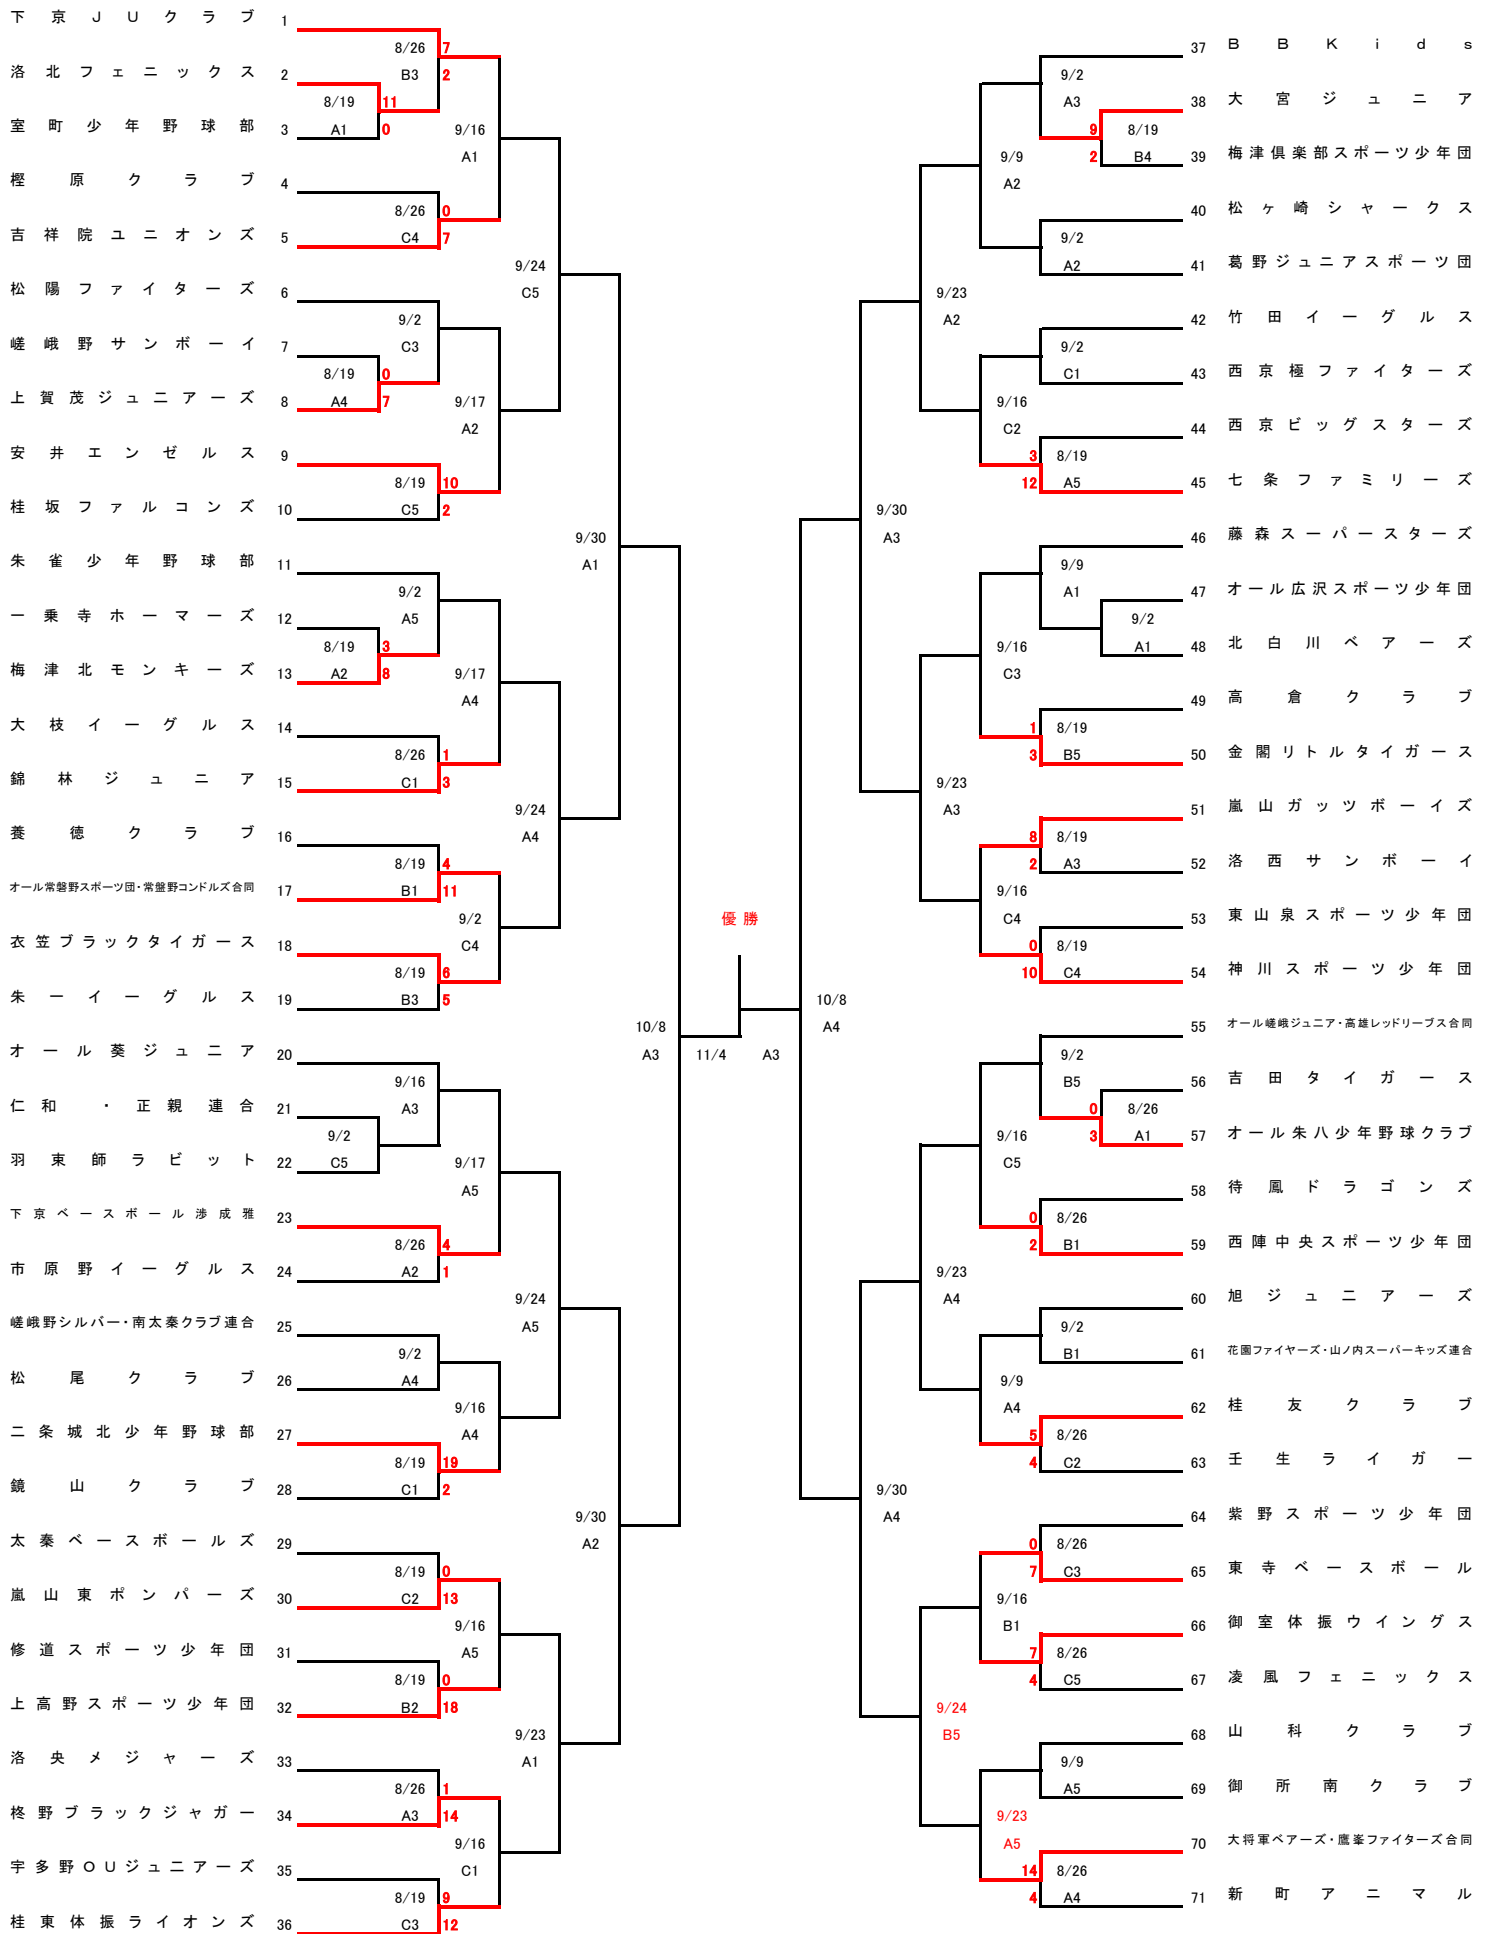 下京JUクラブ 1
8/26 7
洛北フェニックス 2
B3 2
8/19 11
室町少年野球部 3
A1 0
9/16
A1
樫原クラブ 4
8/26 0
吉祥院ユニオンズ 5
C4 7
9/24
C5
松陽ファイターズ 6
9/2
C3
嵯峨野サンボーイ 7
8/19 0
上賀茂ジュニアーズ 8
A4 7
9/17
A2
安井エンゼルス 9
8/19 10
桂坂ファルコンズ 10
C5 2
9/30
A1
朱雀少年野球部 11
9/2
A5
一乗寺ホーマーズ 12
8/19 3
梅津北モンキーズ 13
A2 8
9/17
A4
大枝イーグルス 14
8/26 1
錦林ジュニア 15
C1 3
9/24
A4
養徳クラブ 16
8/19 4
オール常磐野スポーツ団・常盤野コンドルズ合同 17
B1 11
9/2
C4
衣笠ブラックタイガース 18
8/19 6
朱一イーグルス 19
B3 5
10/8
A3
オール葵ジュニア 20
9/16
A3
仁和・正親連合 21
9/2
羽束師ラビット 22
C5
9/17
A5
下京ベースボール渉成雅 23
8/26 4
市原野イーグルス 24
A2 1
9/24
A5
嵯峨野シルバー・南太秦クラブ連合 25
9/2
松尾クラブ 26
A4
9/16
A4
二条城北少年野球部 27
8/19 19
鏡山クラブ 28
C1 2
9/30
A2
太秦ベースボールズ 29
8/19 0
嵐山東ポンパーズ 30
C2 13
9/16
A5
修道スポーツ少年団 31
8/19 0
上高野スポーツ少年団 32
B2 18
9/23
A1
洛央メジャーズ 33
8/26 1
柊野ブラックジャガー 34
A3 14
9/16
C1
宇多野OUジュニアーズ 35
8/19 9
桂東体振ライオンズ 36
C3 12
優勝
11/4 A3
37 BBKids
9/2
A3
38 大宮ジュニア
9 8/19
2 B4
39 梅津倶楽部スポーツ少年団
9/9
A2
40 松ヶ崎シャークス
9/2
A2
41 葛野ジュニアスポーツ団
9/23
A2
42 竹田イーグルス
9/2
C1
43 西京極ファイターズ
9/16
C2
44 西京ビッグスターズ
3 8/19
12 A5
45 七条ファミリーズ
9/30
A3
46 藤森スーパースターズ
9/9
A1
47 オール広沢スポーツ少年団
9/2
A1
48 北白川ベアーズ
9/16
C3
49 高倉クラブ
1 8/19
3 B5
50 金閣リトルタイガース
9/23
A3
51 嵐山ガッツボーイズ
8 8/19
2 A3
52 洛西サンボーイ
9/16
C4
53 東山泉スポーツ少年団
0 8/19
10 C4
54 神川スポーツ少年団
10/8
A4
55 オール嵯峨ジュニア・高雄レッドリーブス合同
9/2
B5
56 吉田タイガース
0 8/26
3 A1
57 オール朱八少年野球クラブ
9/16
C5
58 待鳳ドラゴンズ
0 8/26
2 B1
59 西陣中央スポーツ少年団
9/23
A4
60 旭ジュニアーズ
9/2
B1
61 花園ファイヤーズ・山ノ内スーパーキッズ連合
9/9
A4
62 桂友クラブ
5 8/26
4 C2
63 壬生ライガー
9/30
A4
64 紫野スポーツ少年団
0 8/26
7 C3
65 東寺ベースボール
9/16
B1
66 御室体振ウイングス
7 8/26
4 C5
67 凌風フェニックス
9/24
B5
68 山科クラブ
9/9
A5
69 御所南クラブ
9/23
A5
70 大将軍ベアーズ・鷹峯ファイターズ合同
14 8/26
4 A4
71 新町アニマル